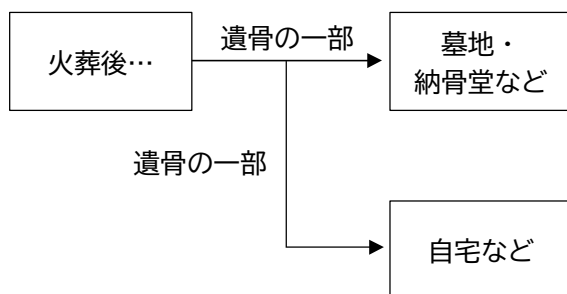 火葬後…
遺骨の一部
墓地・
納骨堂など
遺骨の一部
自宅など